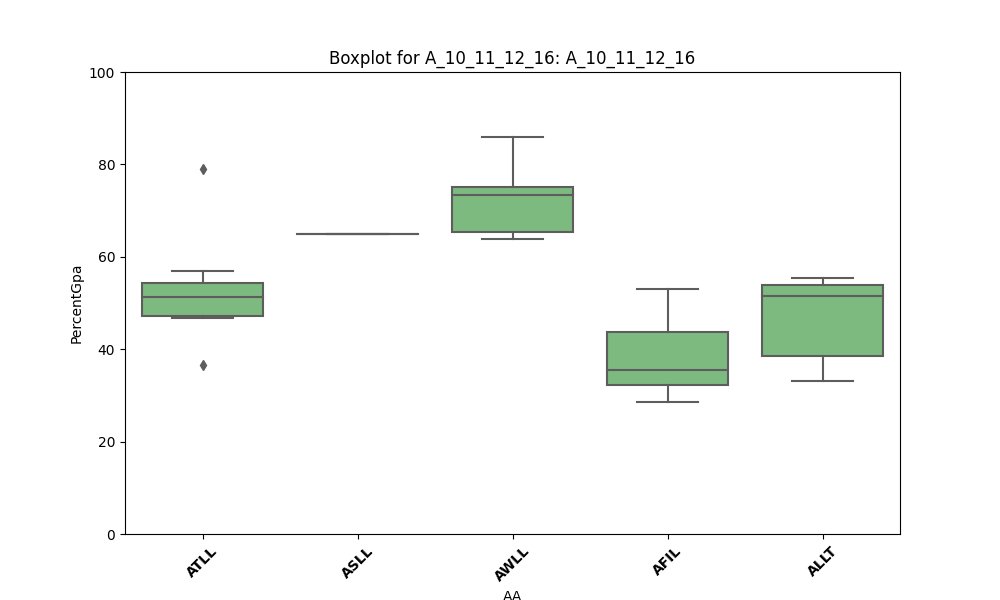 Boxplot for A_10_11_12_16: A_10_11_12_16
100
80
60
40
20
0
PercentGpa
ATLL
ASLL
AWLL
AFIL
ALLT
AA